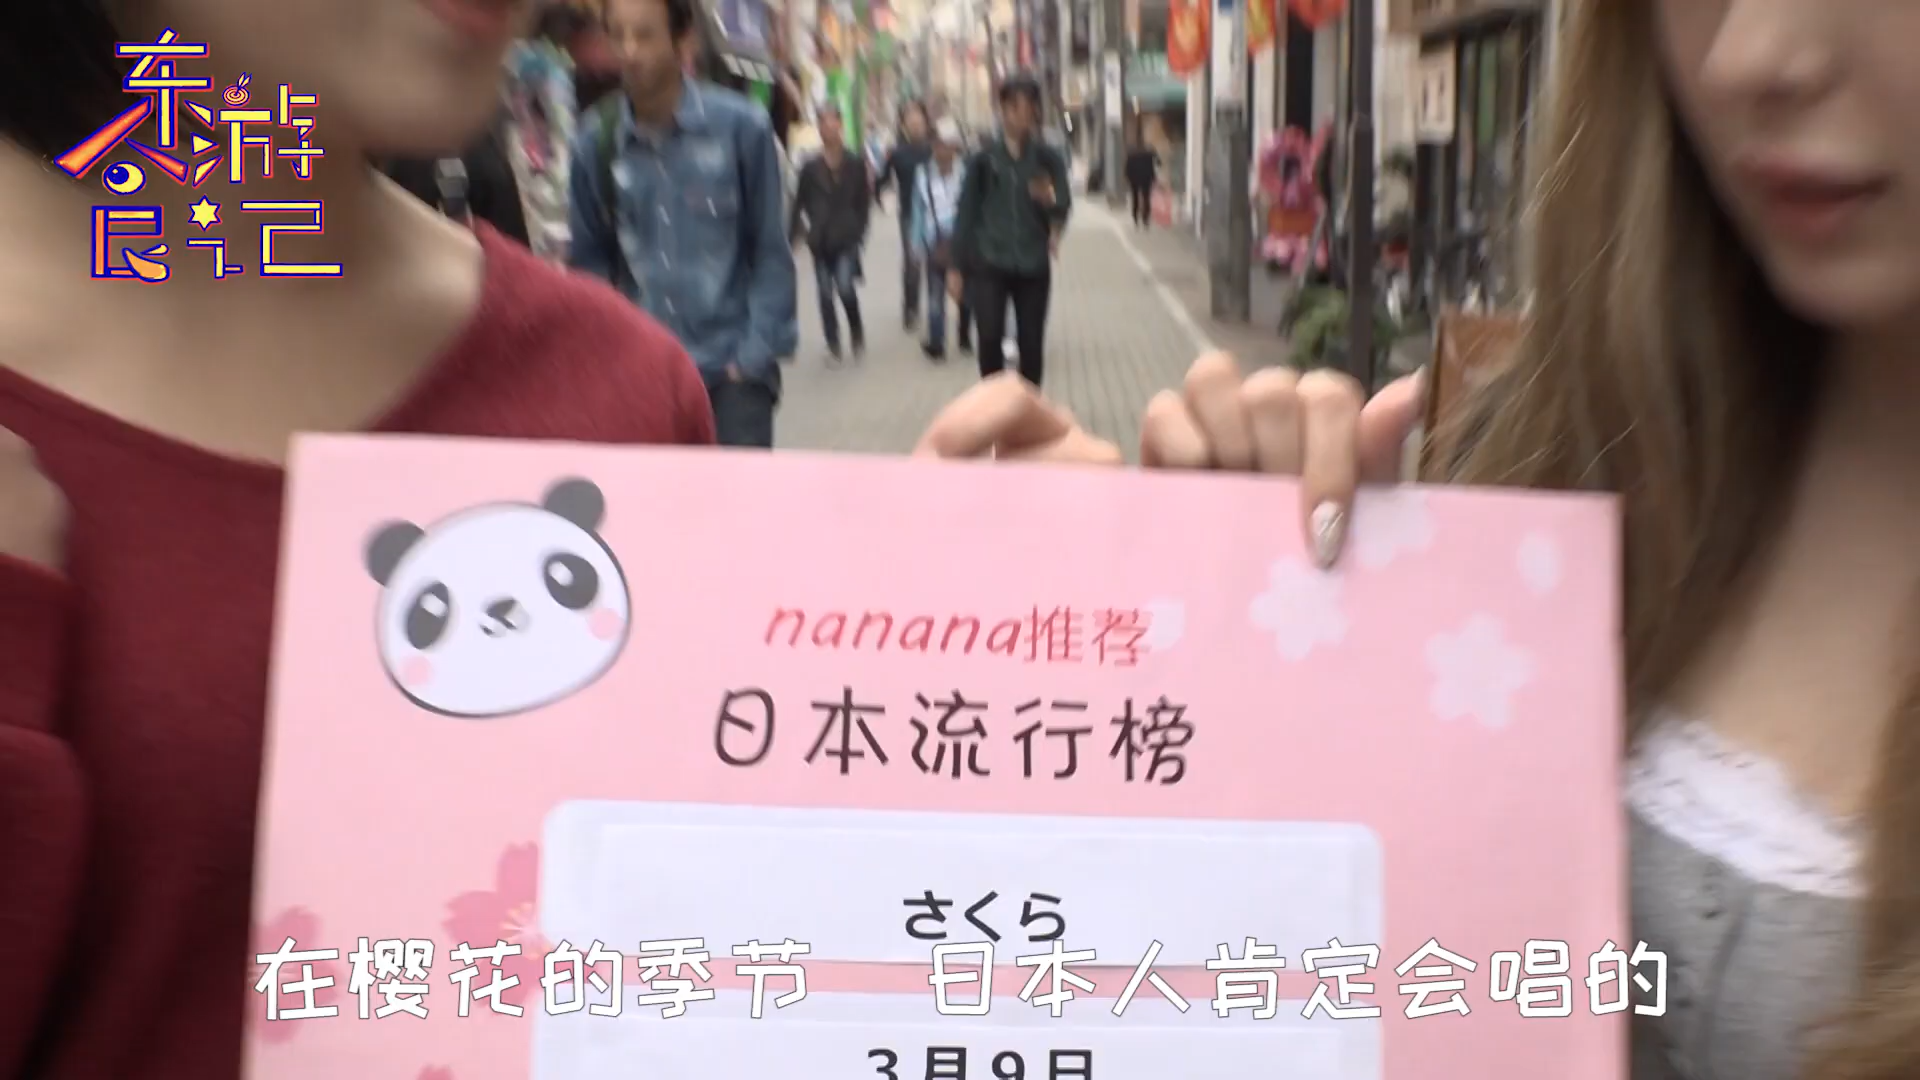 东游
食记
nanana推荐
日本流行榜
さくら
在樱花的季节 日本人肯定会唱的
3月9日